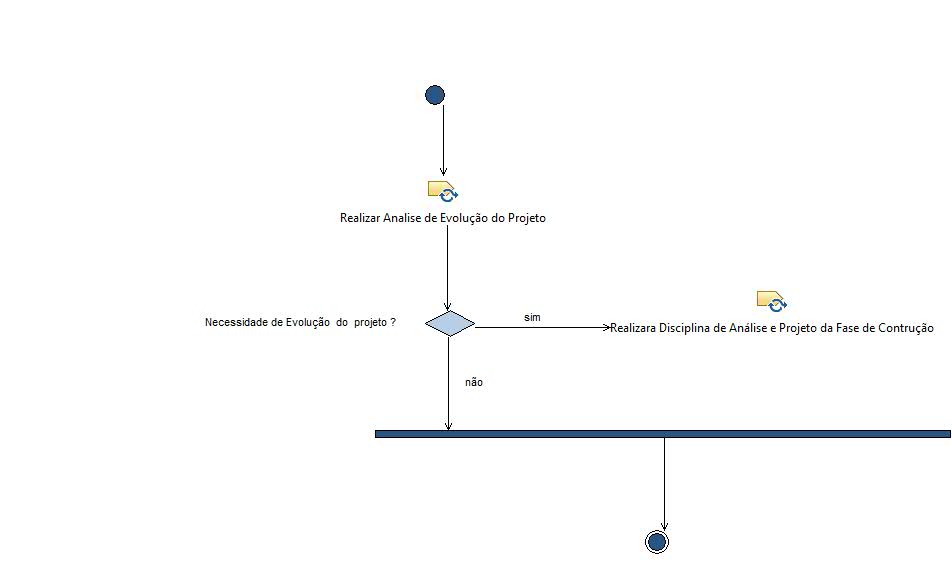 Realizar Analise de Evolução do Projeto
Necessidade de Evolução do projeto ?
sim
Realizara Disciplina de Análise e Projeto da Fase de Contrução
não